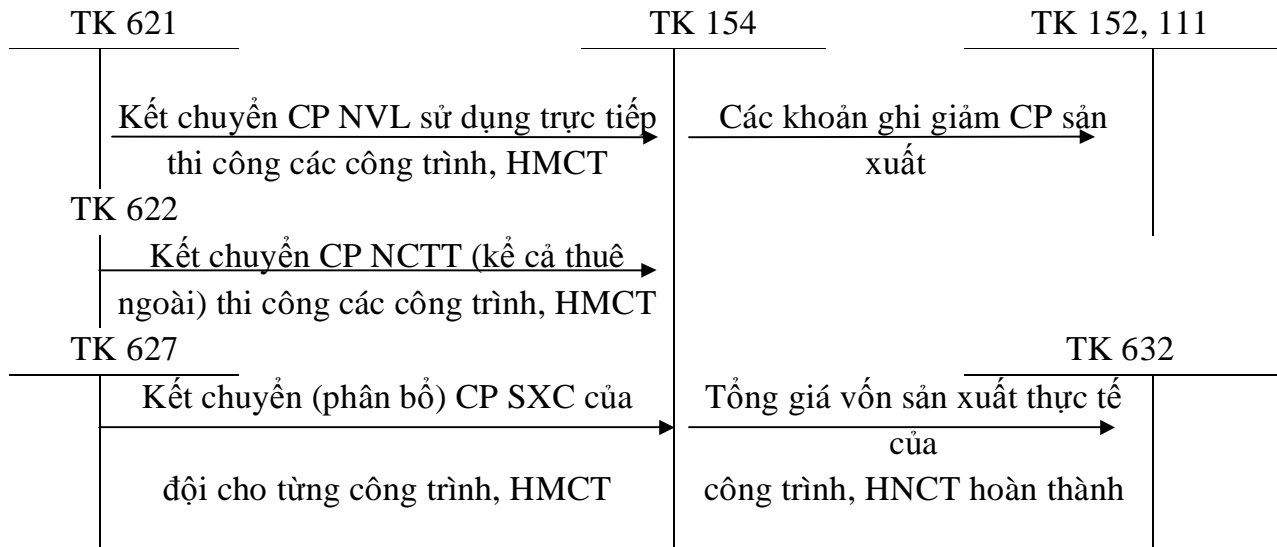 TK 621
TK 154
TK 152, 111
Kết chuyển CP NVL sử dụng trực tiếp
thi công các công trình, HMCT
Các khoản ghi giảm CP sản
xuất
TK 622
Kết chuyển CP NCTT (kể cả thuê
ngoài) thi công các công trình, HMCT
TK 627
TK 632
Kết chuyển (phân bổ) CP SXC của
đội cho từng công trình, HMCT
Tổng giá vốn sản xuất thực tế
của
công trình, HNCT hoàn thành